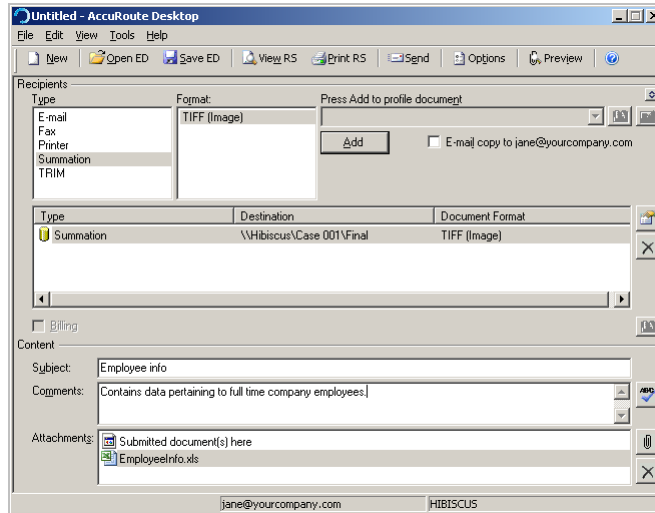 Untitled - AccuRoute Desktop
File Edit View Tools Help
New Open ED Save ED View RS Print RS Send Options Preview
Recipients
Type Format: Press Add to profile document
E-mail TIFF (Image)
Fax
Printer Add E-mail copy to jane@yourcompany.com
Summation
TRIM
Type Destination Document Format
Summation \\Hibiscus\Case 001\Final TIFF (Image)
Billing
Content
Subject: Employee info
Comments: Contains data pertaining to full time company employees.
ABC
Attachments: Submitted document(s) here
EmployeeInfo.xls
jane@yourcompany.com HIBISCUS